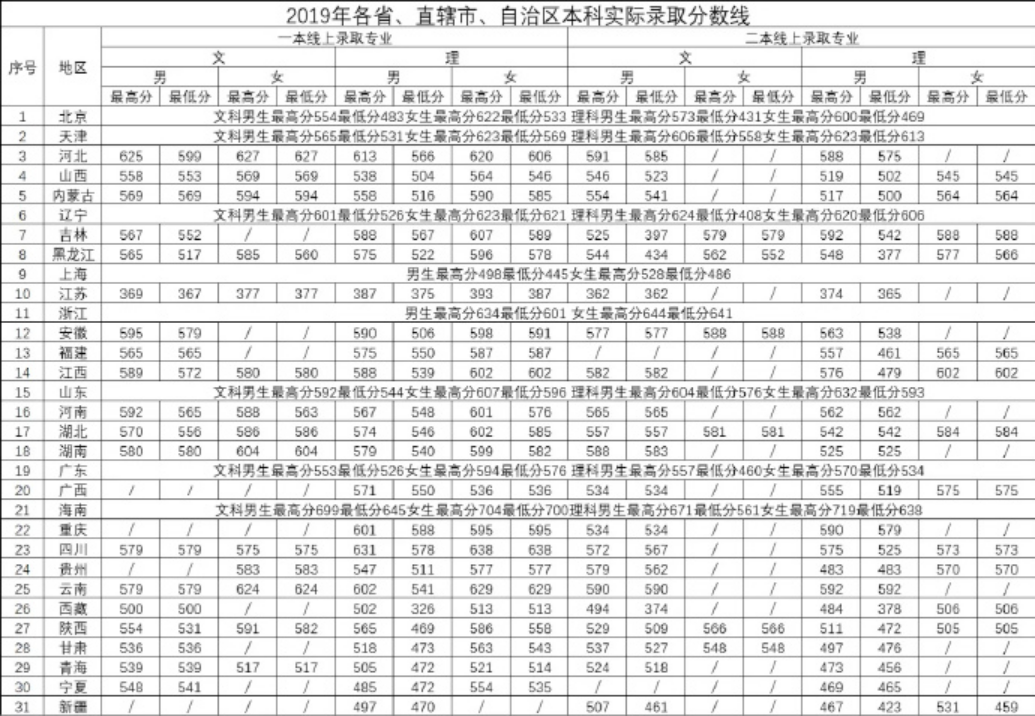 2019年各省、直辖市、自治区本科实际录取分数线
序号 地区 一本线上录取专业 二本线上录取专业
文 理 文 理
男 女 男 女 男 女 男 女
最高分 最低分 最高分 最低分 最高分 最低分 最高分 最低分 最高分 最低分 最高分 最低分 最高分 最低分 最高分 最低分
1 北京 文科男生最高分554最低分483女生最高分622最低分533 理科男生最高分573最低分431女生最高分600最低分469
2 天津 文科男生最高分565最低分531女生最高分623最低分569 理科男生最高分606最低分558女生最高分623最低分613
3 河北 625 599 627 627 613 566 620 606 591 585 / / 588 575 / /
4 山西 558 553 569 569 538 504 564 546 546 523 / / 519 502 545 545
5 内蒙古 569 569 594 594 558 516 590 585 554 541 / / 517 500 564 564
6 辽宁 文科男生最高分601最低分526女生最高分623最低分621 理科男生最高分624最低分408女生最高分620最低分606
7 吉林 567 552 / / 588 567 607 589 525 397 579 579 592 542 588 588
8 黑龙江 565 517 585 560 575 522 596 578 544 434 562 552 548 377 577 566
9 上海 男生最高分498最低分445女生最高分528最低分486
10 江苏 369 367 377 377 387 375 393 387 362 362 / / 374 365 / /
11 浙江 男生最高分634最低分601 女生最高分644最低分641
12 安徽 595 579 / / 590 506 598 591 577 577 588 588 563 538 / /
13 福建 565 565 / / 575 550 587 587 / / / / 557 461 565 565
14 江西 589 572 580 580 588 539 602 602 582 582 / / 576 479 602 602
15 山东 文科男生最高分592最低分544女生最高分607最低分596 理科男生最高分604最低分576女生最高分632最低分593
16 河南 592 565 588 563 567 548 601 576 565 565 / / 562 562 / /
17 湖北 570 556 586 586 574 546 602 585 557 557 581 581 542 542 584 584
18 湖南 580 580 604 604 579 540 599 582 588 583 / / 525 525 / /
19 广东 文科男生最高分553最低分526女生最高分594最低分576 理科男生最高分557最低分460女生最高分570最低分534
20 广西 / / / / 571 550 536 536 534 534 / / 555 519 575 575
21 海南 文科男生最高分699最低分645女生最高分704最低分700理科男生最高分671最低分561女生最高分719最低分638
22 重庆 / / / / 601 588 595 595 534 534 / / 590 579 / /
23 四川 579 579 575 575 631 578 638 638 572 567 / / 575 525 573 573
24 贵州 / / 583 583 547 511 577 577 579 562 / / 483 483 570 570
25 云南 579 579 624 624 602 541 629 629 590 590 / / 592 592 / /
26 西藏 500 500 / / 502 326 513 513 494 374 / / 484 378 506 506
27 陕西 554 531 591 582 565 469 586 558 529 509 566 566 511 472 505 505
28 甘肃 536 536 / / 518 473 563 543 537 527 548 548 497 476 / /
29 青海 539 539 517 517 505 472 521 514 524 518 / / 473 456 / /
30 宁夏 548 541 / / 485 472 554 535 / / / / 469 465 / /
31 新疆 / / / / 497 470 / / 507 461 / / 467 423 531 459